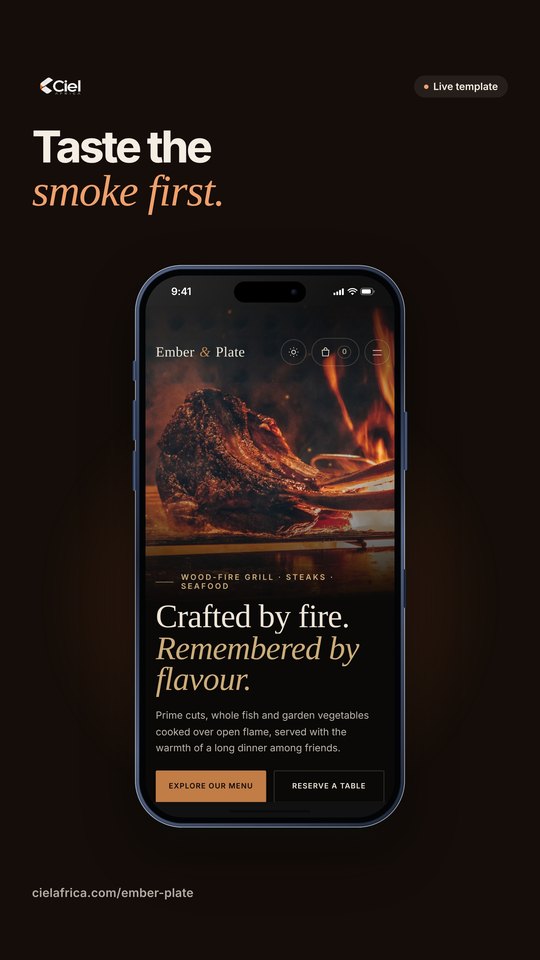 Ciel
Live template
Taste the
smoke first.
9:41
Ember & Plate
0
WOOD-FIRE GRILL · STEAKS ·
SEAFOOD
Crafted by fire.
Remembered by
flavour.
Prime cuts, whole fish and garden vegetables
cooked over open flame, served with the
warmth of a long dinner among friends.
EXPLORE OUR MENU
RESERVE A TABLE
cielafrica.com/ember-plate